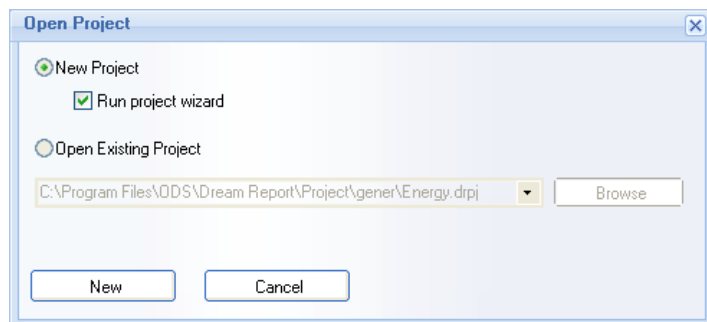 Open Project
New Project
Run project wizard
Open Existing Project
C:\Program Files\ODS\Dream Report\Project\gener\Energy.drpj
Browse
New
Cancel